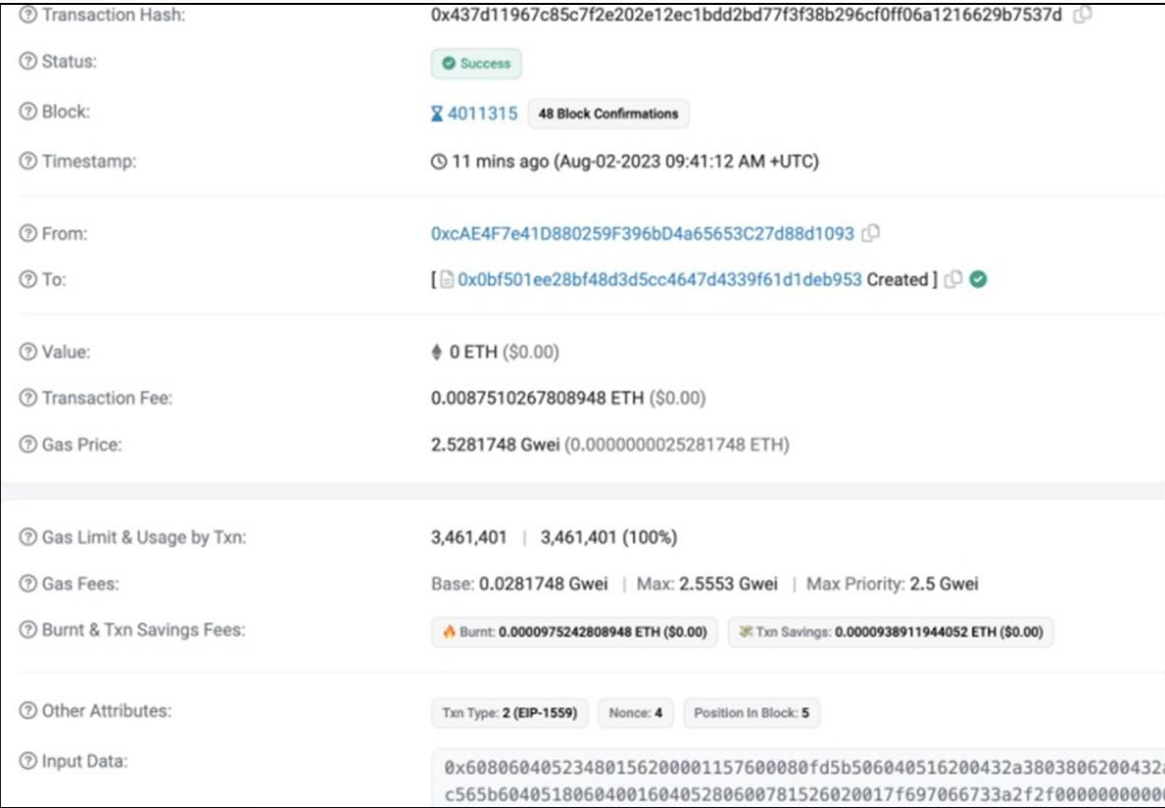 Transaction Hash: 0x437d11967c85c7f2e202e12ec1bdd2bd77f3f38b296cf0ff06a1216629b7537d
Status: Success
Block: 4011315 48 Block Confirmations
Timestamp: 11 mins ago (Aug-02-2023 09:41:12 AM +UTC)
From: 0xcAE4F7e41D880259F396bD4a65653C27d88d1093
To: [ 0x0bf501ee28bf48d3d5cc4647d4339f61d1deb953 Created ]
Value: 0 ETH ($0.00)
Transaction Fee: 0.0087510267808948 ETH ($0.00)
Gas Price: 2.5281748 Gwei (0.0000000025281748 ETH)
Gas Limit & Usage by Txn: 3,461,401 | 3,461,401 (100%)
Gas Fees: Base: 0.0281748 Gwei | Max: 2.5553 Gwei | Max Priority: 2.5 Gwei
Burnt & Txn Savings Fees: Burnt: 0.0000975242808948 ETH ($0.00) Txn Savings: 0.0000938911944052 ETH ($0.00)
Other Attributes: Txn Type: 2 (EIP-1559) Nonce: 4 Position In Block: 5
Input Data: 0x60806040523480156200001157600080fd5b506040516200432a3803806200432a
c565b6040518060400160405280600781526020017f697066733a2f2f0000000000